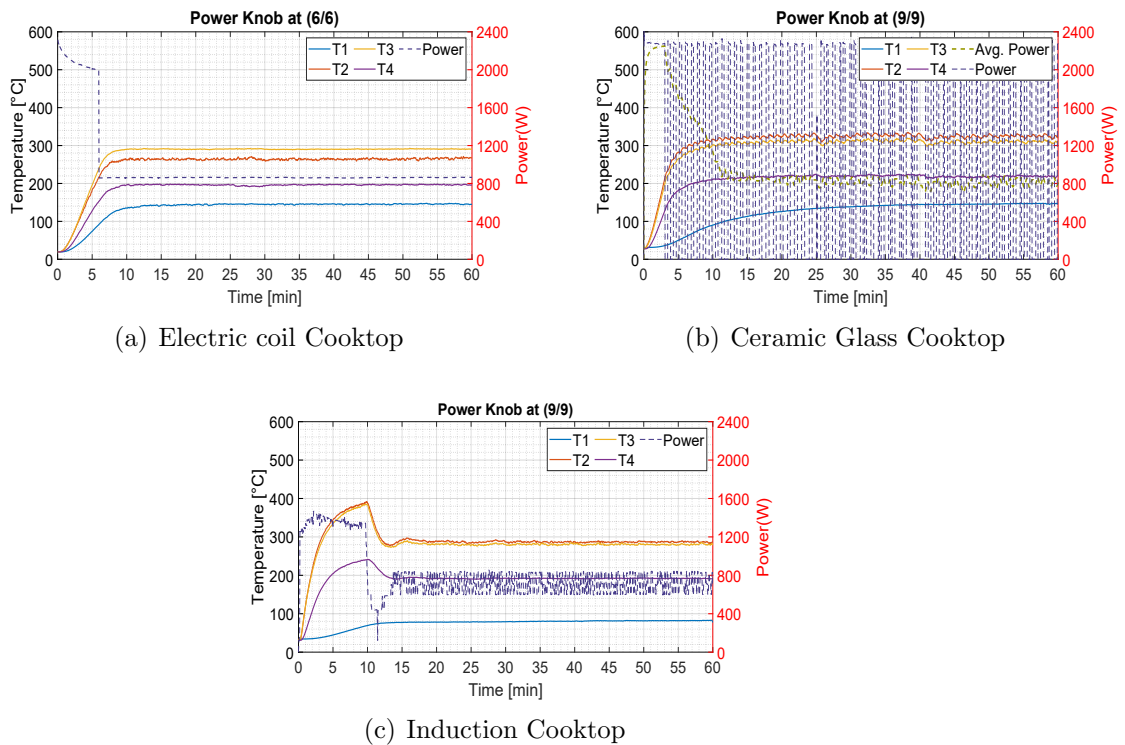 Power Knob at (6/6)
600
500
400
300
200
100
0
Temperature [°C]
2400
2000
1600
1200
800
400
0
Power(W)
T1 T3 Power
T2 T4
0 5 10 15 20 25 30 35 40 45 50 55 60
Time [min]
(a) Electric coil Cooktop
Power Knob at (9/9)
600
500
400
300
200
100
0
Temperature [°C]
2400
2000
1600
1200
800
400
0
Power(W)
T1 T3 Avg. Power
T2 T4 Power
0 5 10 15 20 25 30 35 40 45 50 55 60
Time [min]
(b) Ceramic Glass Cooktop
Power Knob at (9/9)
600
500
400
300
200
100
0
Temperature [°C]
2400
2000
1600
1200
800
400
0
Power(W)
T1 T3 Power
T2 T4
0 5 10 15 20 25 30 35 40 45 50 55 60
Time [min]
(c) Induction Cooktop